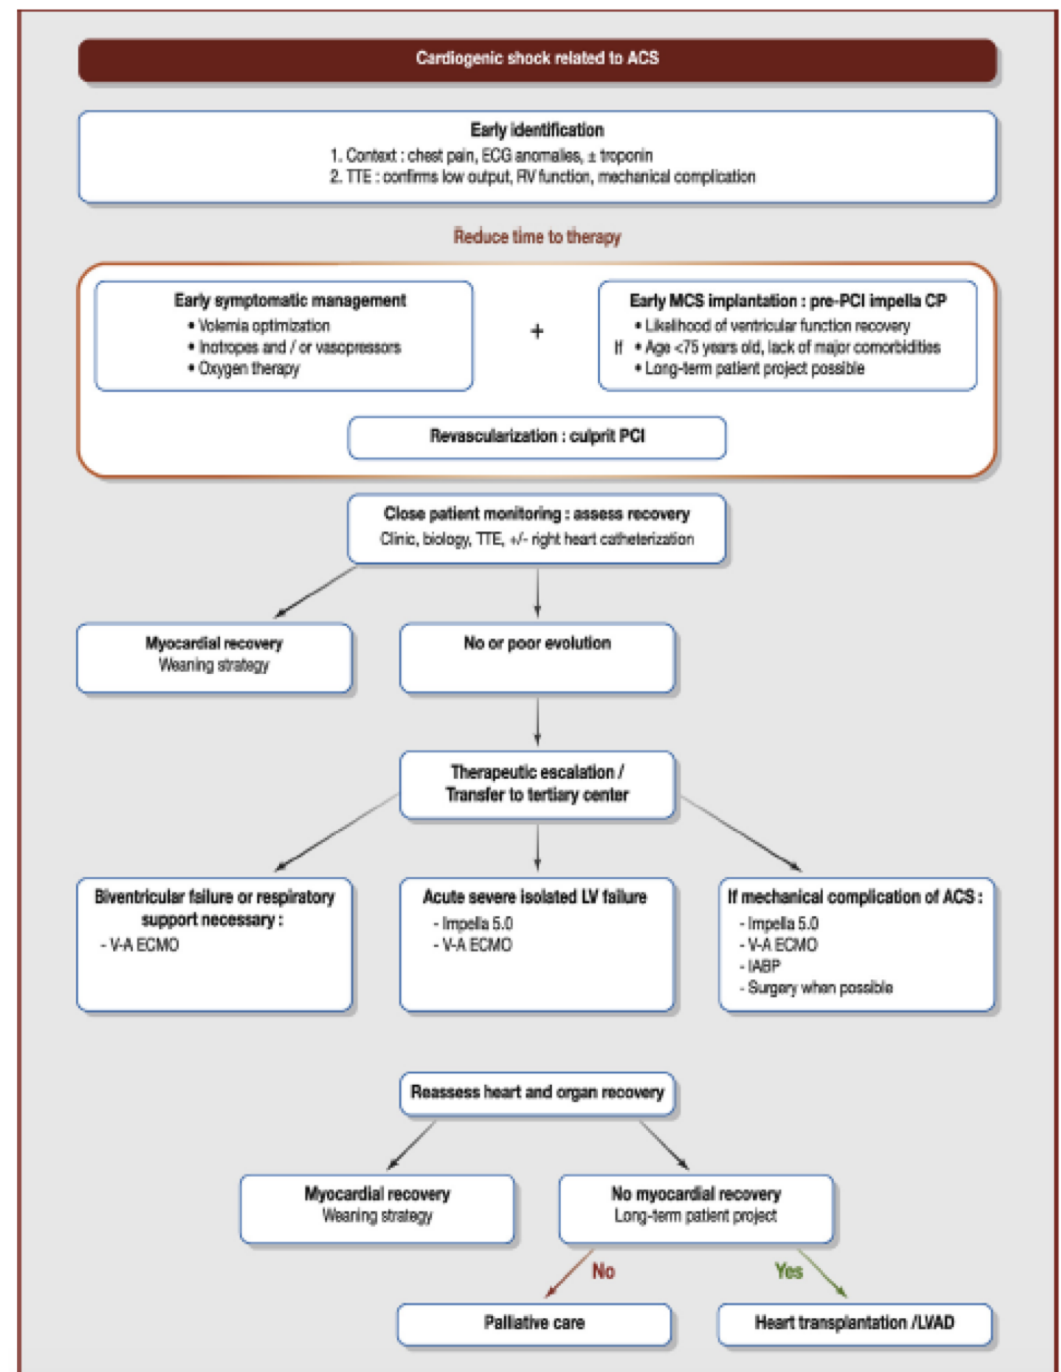 Cardiogenic shock related to ACS
Early identification
1. Context : chest pain, ECG anomalies, ± troponin
2. TTE : confirms low output, RV function, mechanical complication
Reduce time to therapy
Early symptomatic management
• Volemia optimization
• Inotropes and / or vasopressors
• Oxygen therapy
+
Early MCS implantation : pre-PCI impella CP
• Likelihood of ventricular function recovery
If • Age <75 years old, lack of major comorbidities
• Long-term patient project possible
Revascularization : culprit PCI
Close patient monitoring : assess recovery
Clinic, biology, TTE, +/- right heart catheterization
Myocardial recovery
Weaning strategy
No or poor evolution
Therapeutic escalation /
Transfer to tertiary center
Biventricular failure or respiratory
support necessary :
- V-A ECMO
Acute severe isolated LV failure
- Impella 5.0
- V-A ECMO
If mechanical complication of ACS :
- Impella 5.0
- V-A ECMO
- IABP
- Surgery when possible
Reassess heart and organ recovery
Myocardial recovery
Weaning strategy
No myocardial recovery
Long-term patient project
No
Yes
Palliative care
Heart transplantation /LVAD